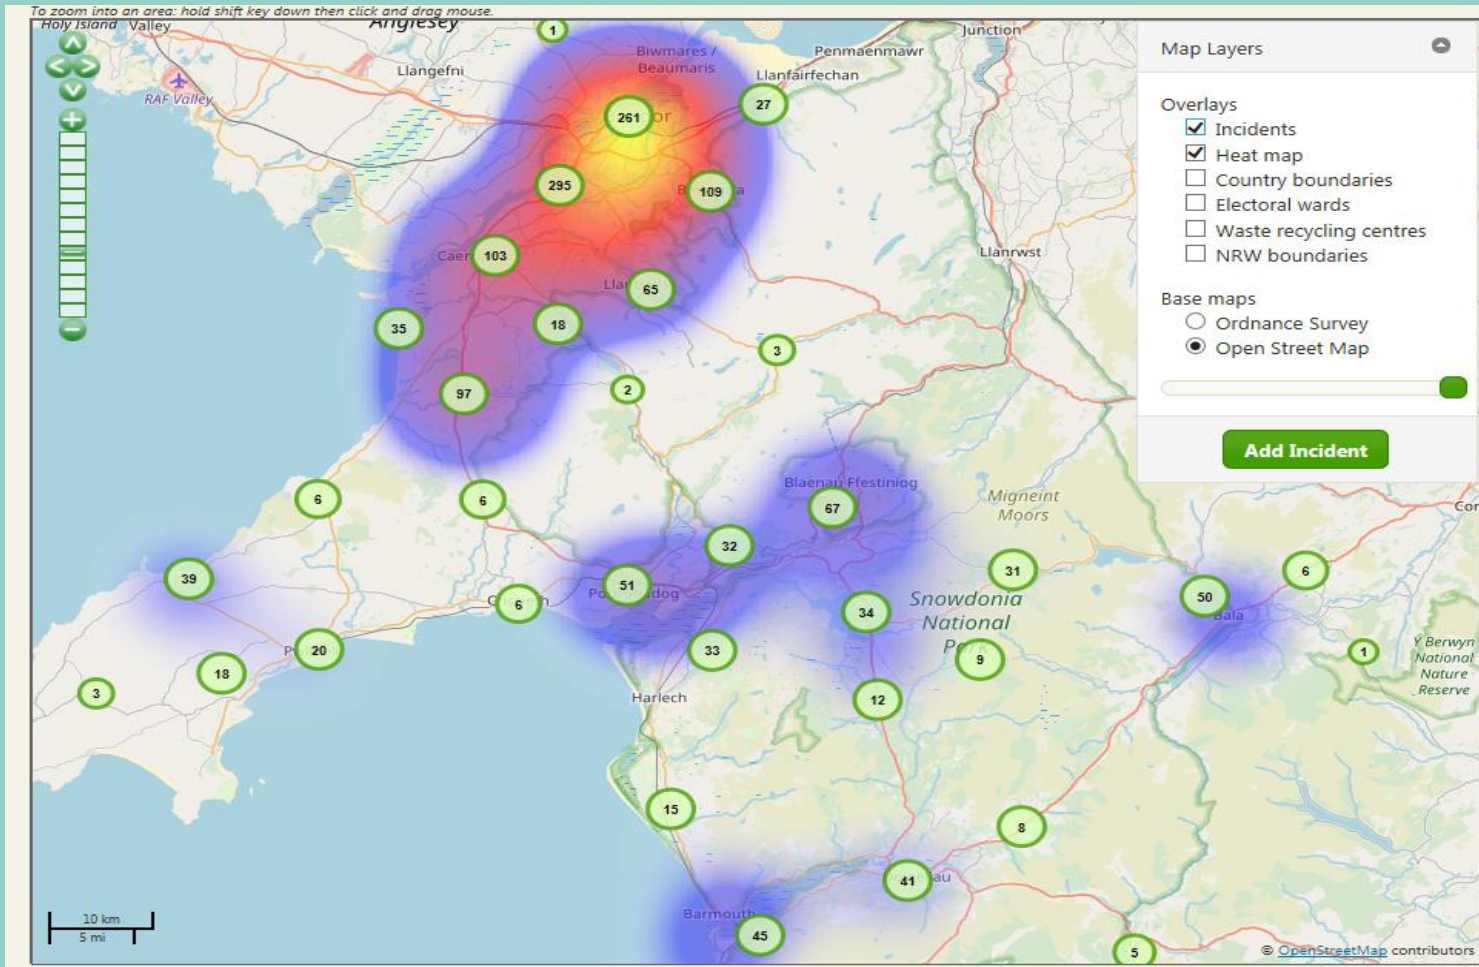 To zoom into an area: hold shift key down then click and drag mouse.
Holy Island
Valley
Anglesey
1
Junction
Biwmares /
Beaumaris
Penmaenmawr
Llangefni
Llanfairfechan
RAF Valley
27
261
295
109
Caer
103
Llanrwst
65
35
18
3
97
2
Blaenau Ffestiniog
6
6
67
Migneint
Moors
32
39
51
31
50
6
6
34
Snowdonia
National
Park
Bala
20
33
9
1
Y Berwyn
National
Nature
Reserve
18
3
Harlech
12
15
8
41
Barmouth
45
5
10 km
5 mi
© OpenStreetMap contributors
Map Layers
Overlays
Incidents
Heat map
Country boundaries
Electoral wards
Waste recycling centres
NRW boundaries
Base maps
Ordnance Survey
Open Street Map
Add Incident